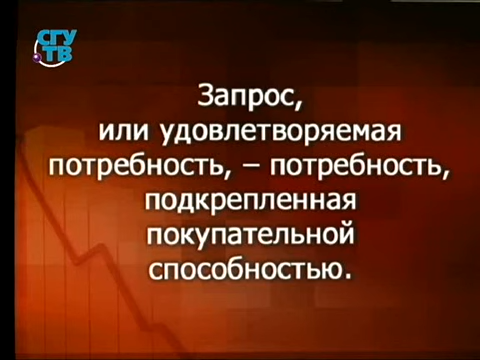 СГУ
ТВ
Запрос,
или удовлетворяемая
потребность, – потребность,
подкрепленная
покупательной
способностью.